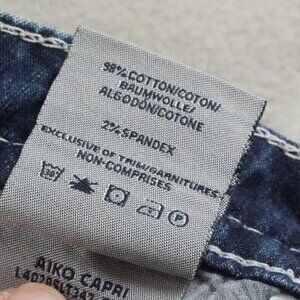 98% COTTON/COTON/
BAUMWOLLE/
ALGODÓN/COTONE
2% SPANDEX
EXCLUSIVE OF TRIM/GARNITURES
NON-COMPRISES
AIKO CAPRI